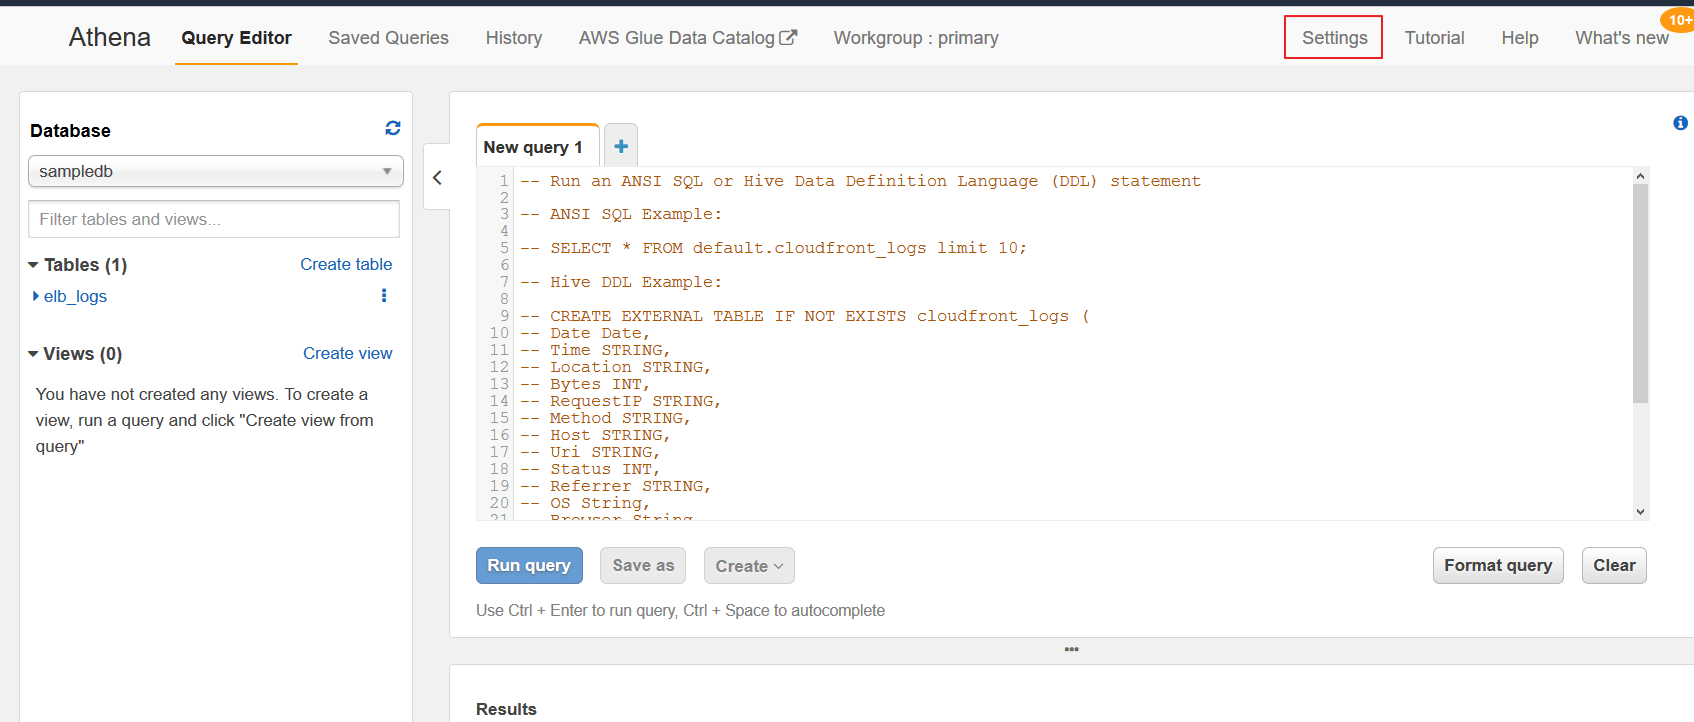 Athena Query Editor Saved Queries History AWS Glue Data Catalog Workgroup : primary Settings Tutorial Help What's new 10+
Database
sampledb
Filter tables and views...
Tables (1) Create table
elb_logs
Views (0) Create view
You have not created any views. To create a
view, run a query and click "Create view from
query"
New query 1
1 -- Run an ANSI SQL or Hive Data Definition Language (DDL) statement
2
3 -- ANSI SQL Example:
4
5 -- SELECT * FROM default.cloudfront_logs limit 10;
6
7 -- Hive DDL Example:
8
9 -- CREATE EXTERNAL TABLE IF NOT EXISTS cloudfront_logs (
10 -- Date Date,
11 -- Time STRING,
12 -- Location STRING,
13 -- Bytes INT,
14 -- RequestIP STRING,
15 -- Method STRING,
16 -- Host STRING,
17 -- Uri STRING,
18 -- Status INT,
19 -- Referrer STRING,
20 -- OS String,
21 Browser String
Run query Save as Create Format query Clear
Use Ctrl + Enter to run query, Ctrl + Space to autocomplete
Results